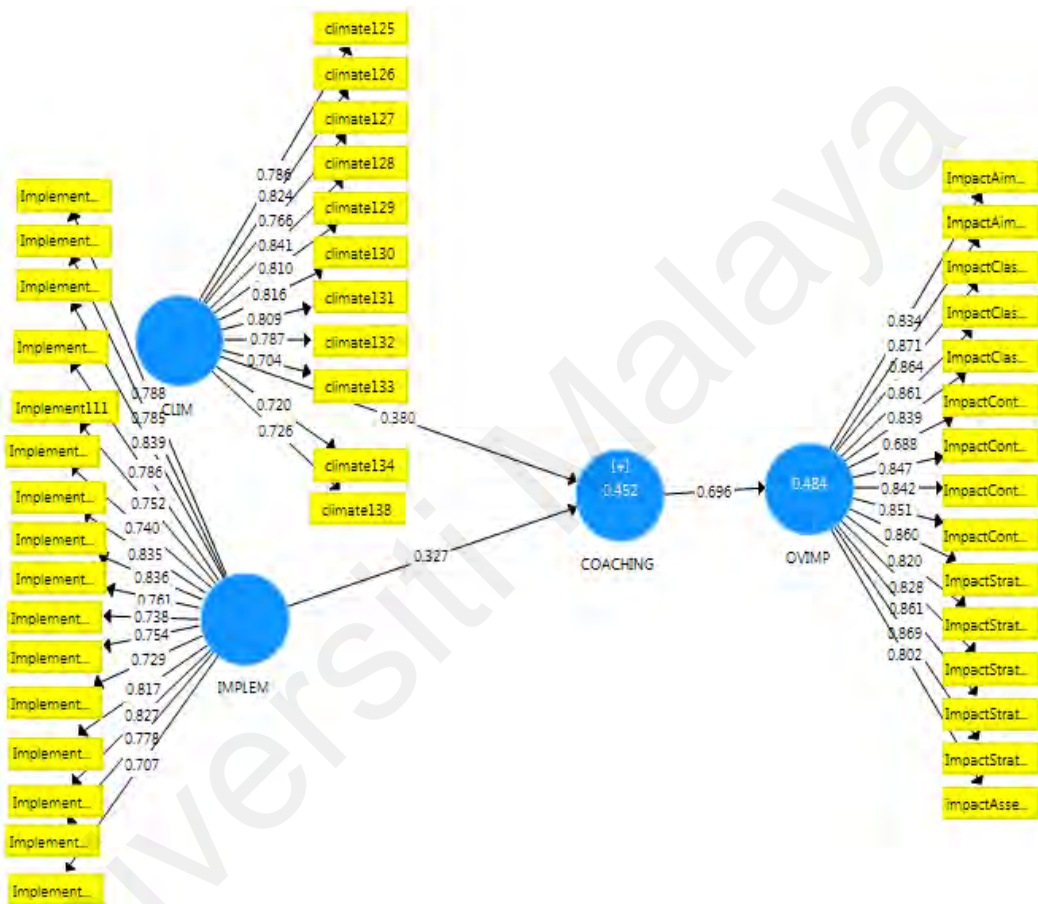 climate125
climate126
climate127
climate128
climate129
climate130
climate131
climate132
climate133
climate134
climate138
0.786
0.824
0.766
0.841
0.810
0.816
0.809
0.787
0.704
0.720
0.726
CLIM
Implement...
Implement...
Implement...
Implement...
Implement111
Implement...
Implement...
Implement...
Implement...
Implement...
Implement...
Implement...
Implement...
Implement...
Implement...
Implement...
0.788
0.785
0.839
0.786
0.752
0.740
0.835
0.836
0.761
0.738
0.754
0.729
0.817
0.827
0.778
0.707
IMPLEM
0.380
0.327
[+]
0.452
COACHING
0.696
0.484
OVIMP
0.834
0.871
0.864
0.861
0.839
0.688
0.847
0.842
0.851
0.860
0.820
0.828
0.861
0.869
0.802
ImpactAim...
ImpactAim...
ImpactClas...
ImpactClas...
ImpactClas...
ImpactCont...
ImpactCont...
ImpactCont...
ImpactCont...
ImpactStrat...
ImpactStrat...
ImpactStrat...
ImpactStrat...
ImpactStrat...
impactAsse...
versiti Malaya